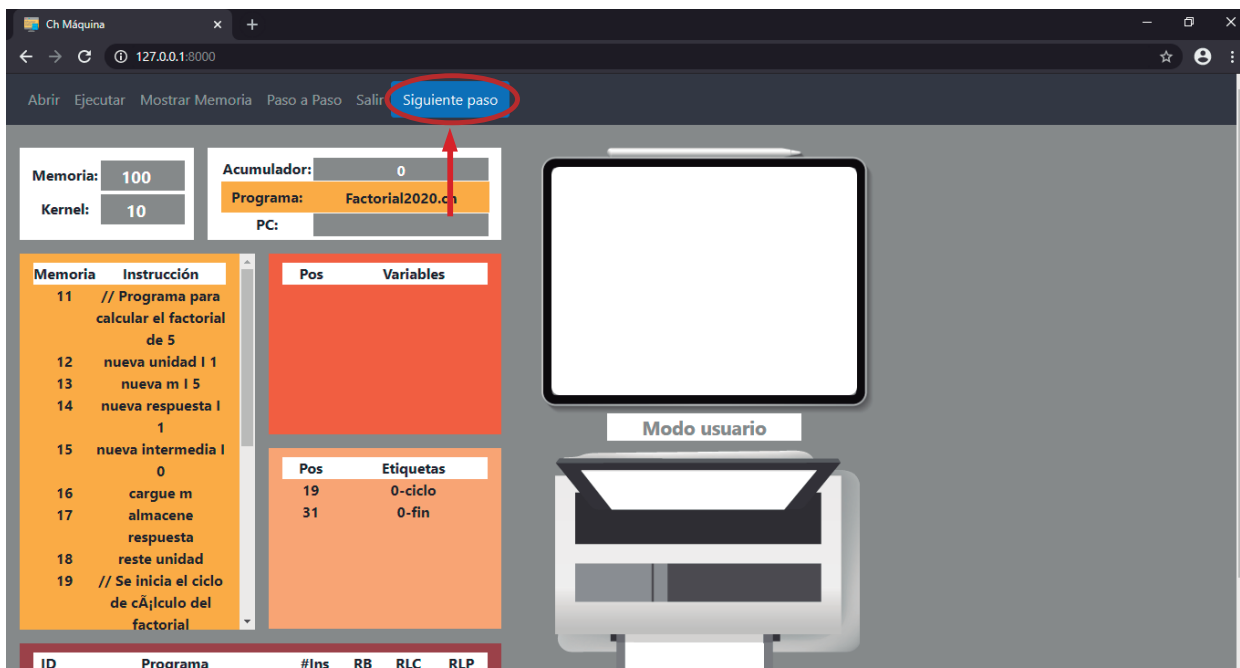 Ch Máquina
127.0.0.1:8000
Abrir Ejecutar Mostrar Memoria Paso a Paso Salir Siguiente paso
Memoria: 100
Kernel: 10
Acumulador: 0
Programa: Factorial2020.ch
PC:
Memoria Instrucción
11 // Programa para
calcular el factorial
de 5
12 nueva unidad I 1
13 nueva m I 5
14 nueva respuesta I
1
15 nueva intermedia I
0
16 cargue m
17 almacene
respuesta
18 reste unidad
19 // Se inicia el ciclo
de cÃ¡lculo del
factorial
Pos Variables
Pos Etiquetas
19 0-ciclo
31 0-fin
Modo usuario
ID Programa #Ins RB RLC RLP